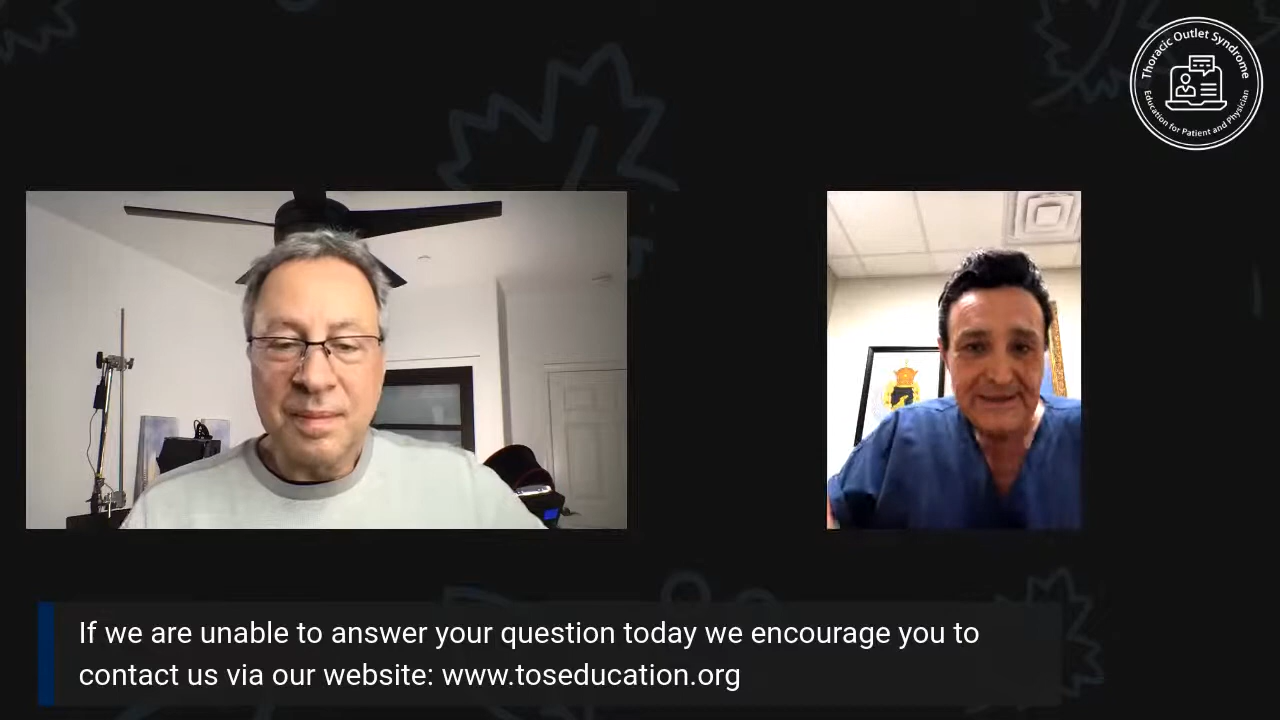 Thoracic Outlet Syndrome
Education for Patient and Physician
If we are unable to answer your question today we encourage you to
contact us via our website: www.toseducation.org